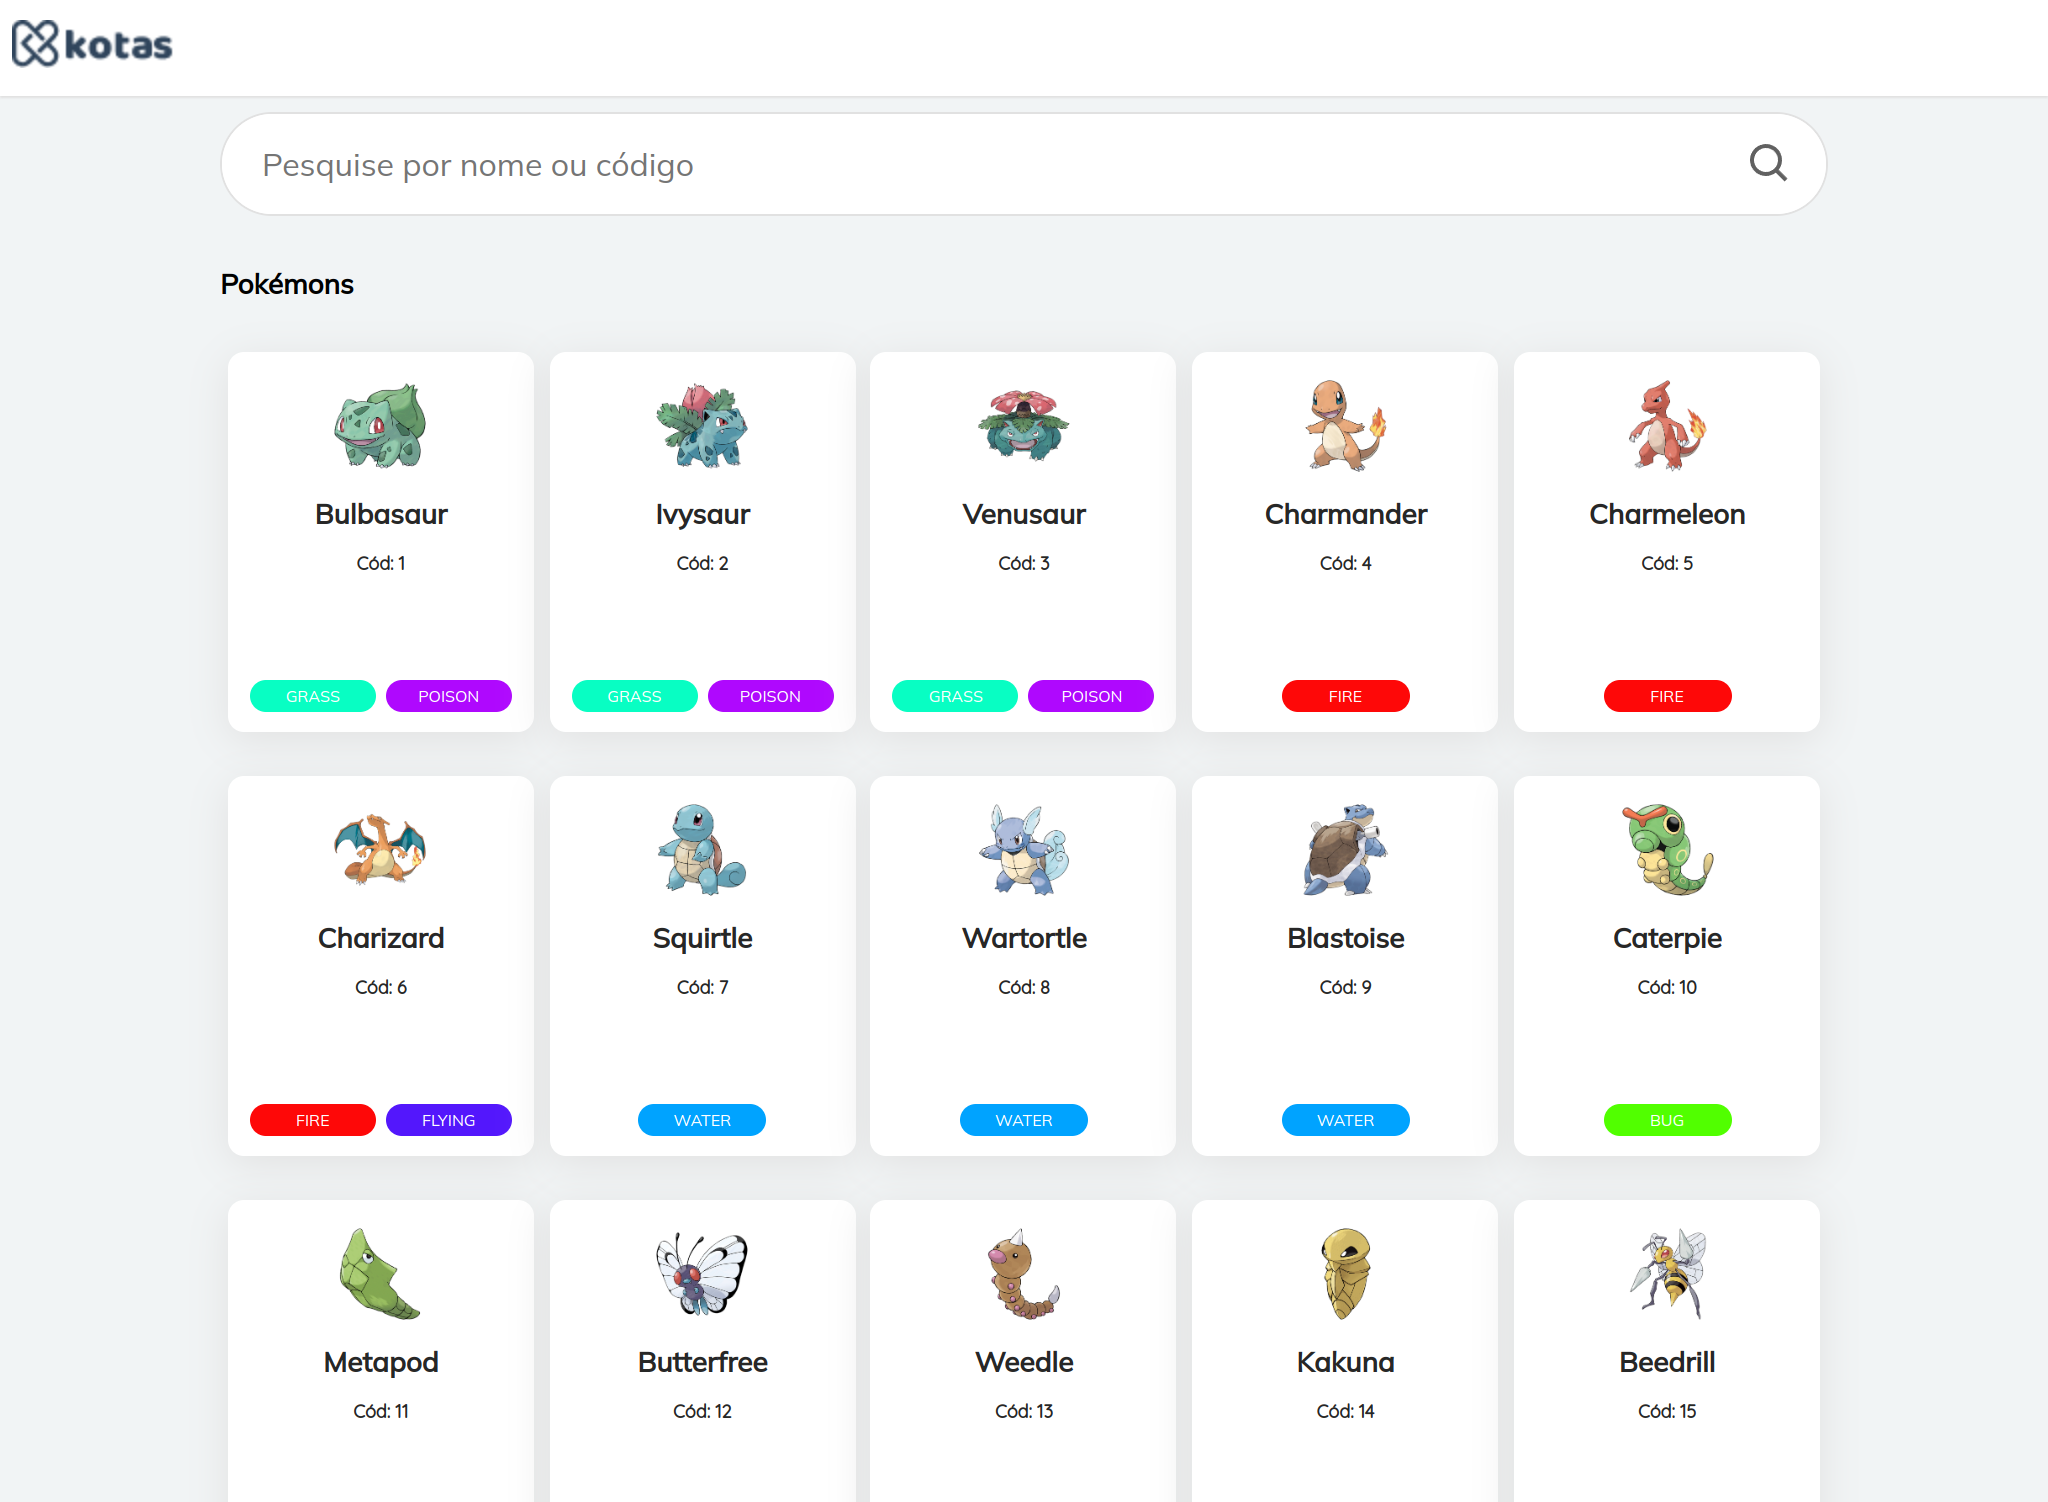 kotas
Pesquise por nome ou código
Pokémons
Bulbasaur
Cód: 1
GRASS POISON
Ivysaur
Cód: 2
GRASS POISON
Venusaur
Cód: 3
GRASS POISON
Charmander
Cód: 4
FIRE
Charmeleon
Cód: 5
FIRE
Charizard
Cód: 6
FIRE FLYING
Squirtle
Cód: 7
WATER
Wartortle
Cód: 8
WATER
Blastoise
Cód: 9
WATER
Caterpie
Cód: 10
BUG
Metapod
Cód: 11
Butterfree
Cód: 12
Weedle
Cód: 13
Kakuna
Cód: 14
Beedrill
Cód: 15